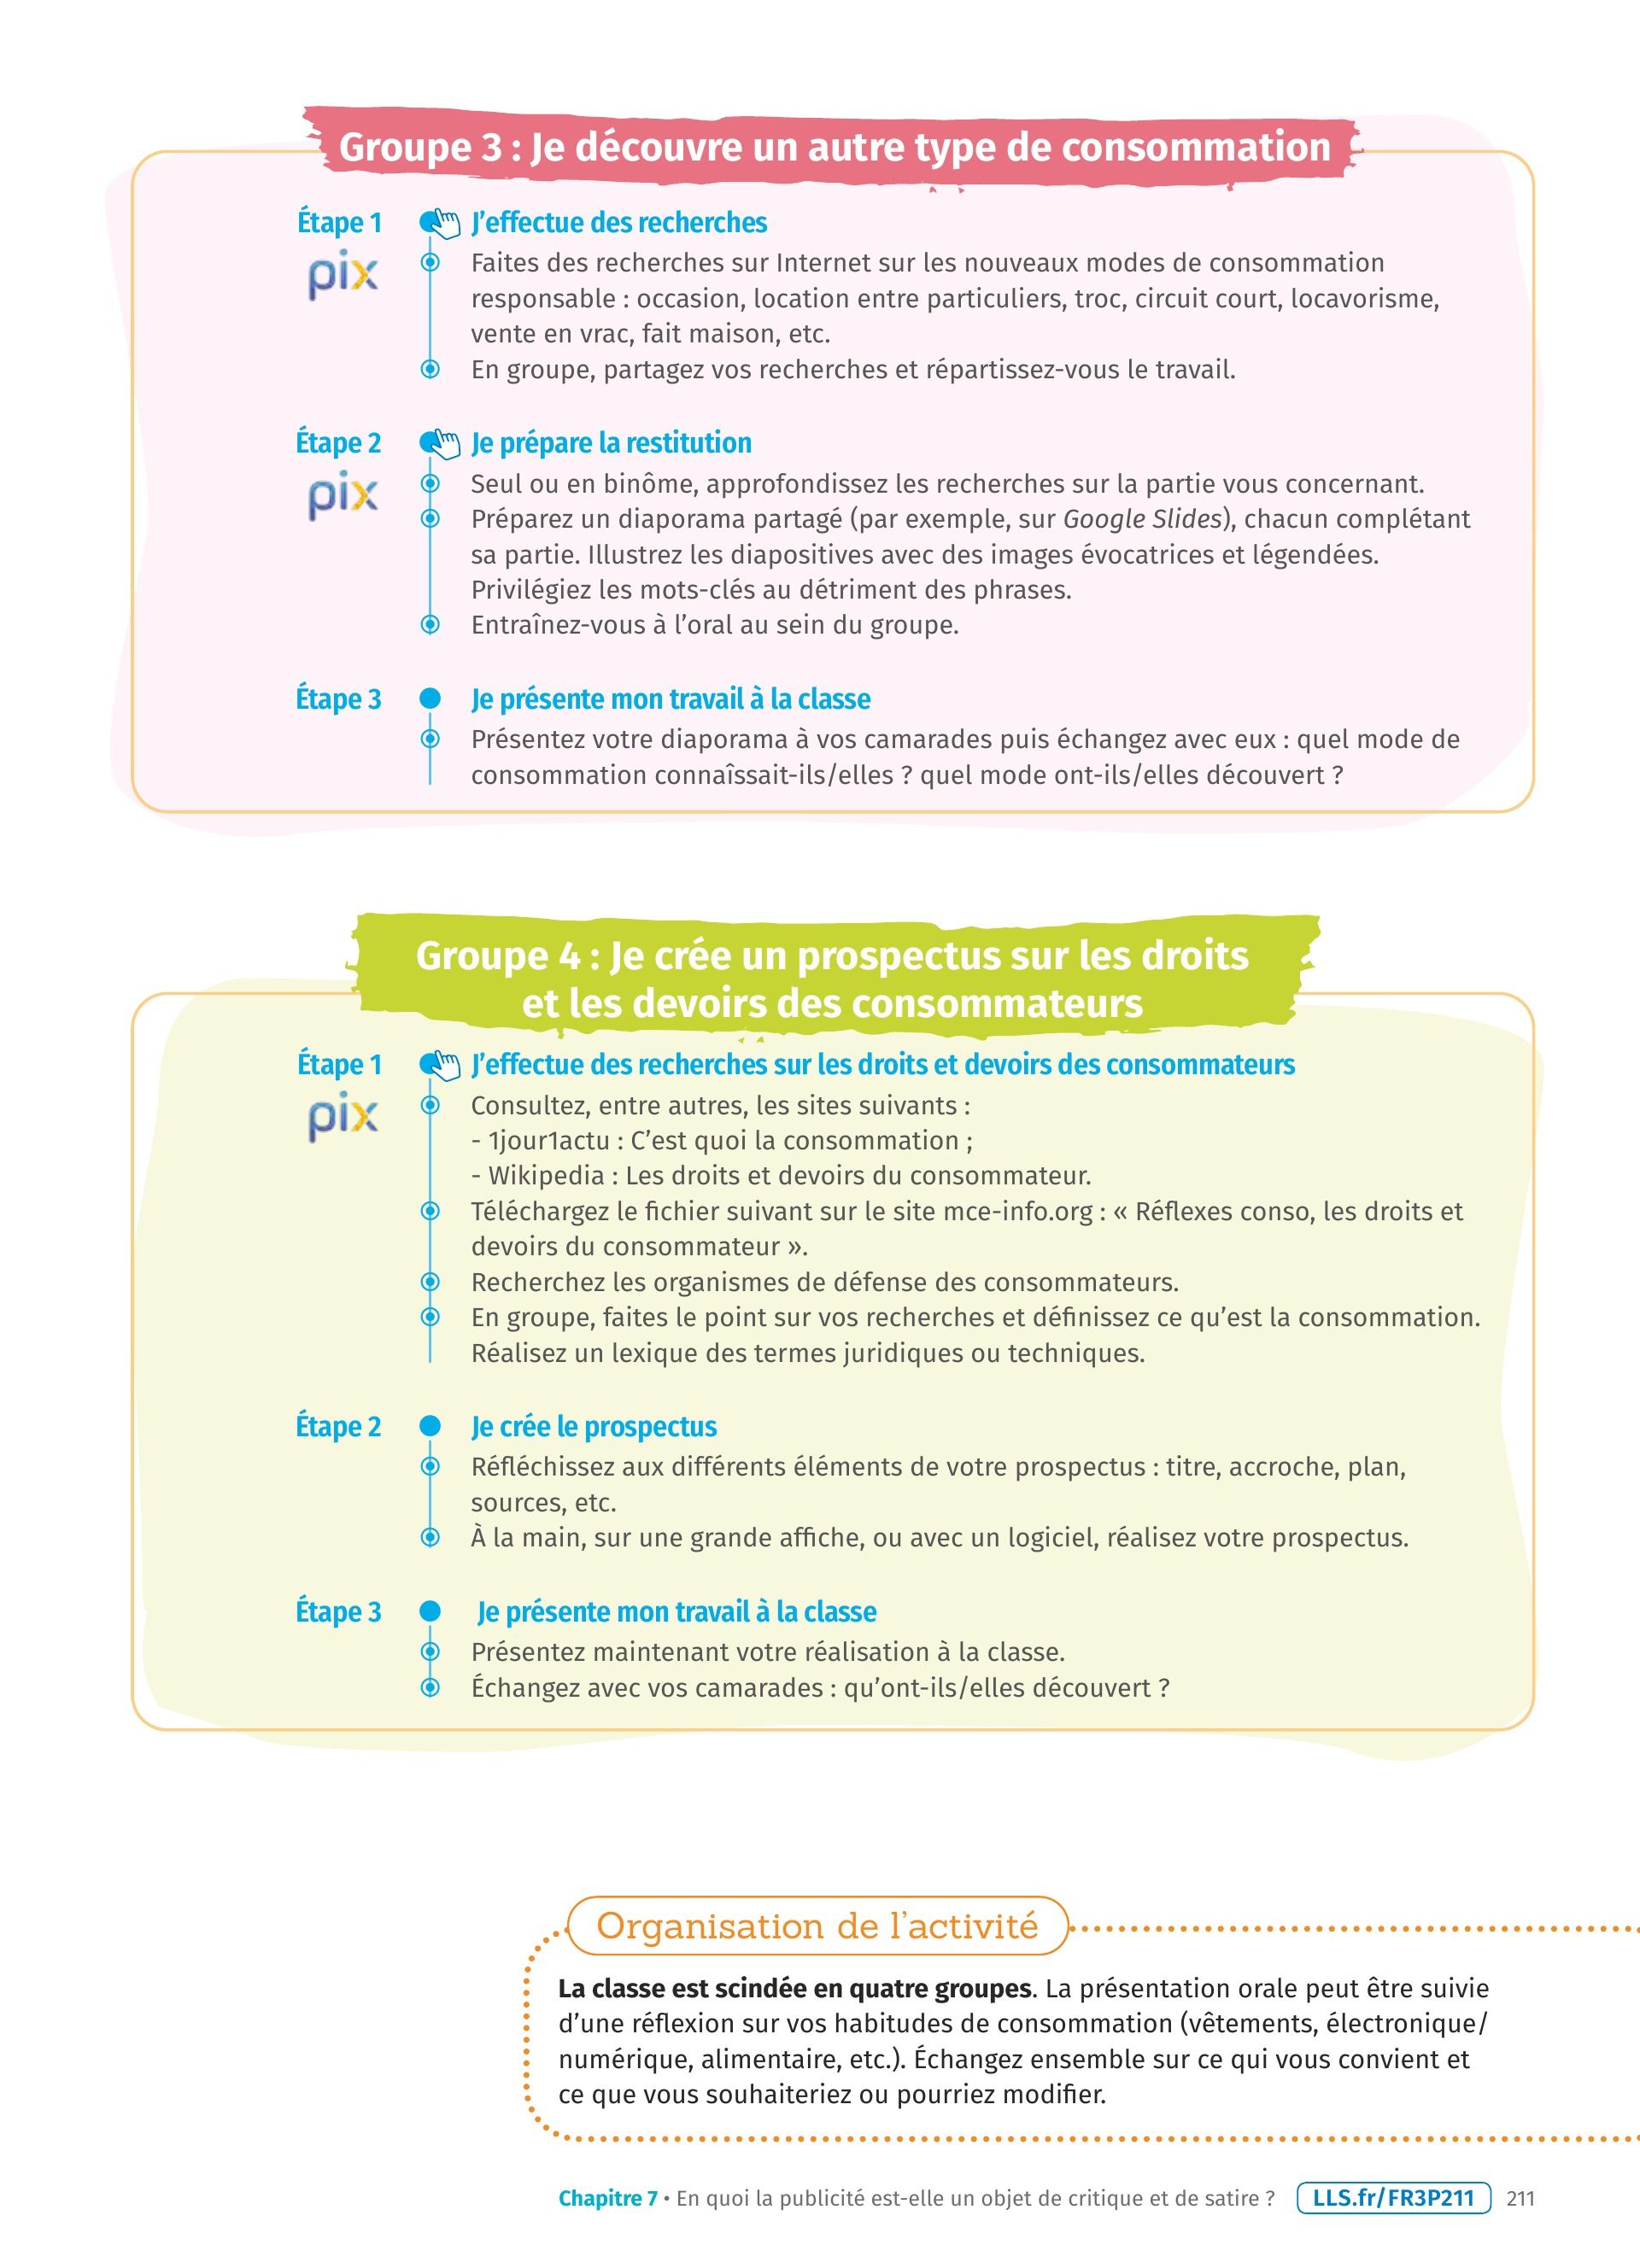 Groupe 3 : Je découvre un autre type de consommation
Étape 1
J’effectue des recherches
pix
Faites des recherches sur Internet sur les nouveaux modes de consommation
responsable : occasion, location entre particuliers, troc, circuit court, locavorisme,
vente en vrac, fait maison, etc.
En groupe, partagez vos recherches et répartissez-vous le travail.
Étape 2
Je prépare la restitution
pix
Seul ou en binôme, approfondissez les recherches sur la partie vous concernant.
Préparez un diaporama partagé (par exemple, sur Google Slides), chacun complétant
sa partie. Illustrez les diapositives avec des images évocatrices et légendées.
Privilégiez les mots-clés au détriment des phrases.
Entraînez-vous à l’oral au sein du groupe.
Étape 3
Je présente mon travail à la classe
Présentez votre diaporama à vos camarades puis échangez avec eux : quel mode de
consommation connaîssait-ils/elles ? quel mode ont-ils/elles découvert ?
Groupe 4 : Je crée un prospectus sur les droits
et les devoirs des consommateurs
Étape 1
J’effectue des recherches sur les droits et devoirs des consommateurs
pix
Consultez, entre autres, les sites suivants :
- 1jour1actu : C’est quoi la consommation ;
- Wikipedia : Les droits et devoirs du consommateur.
Téléchargez le fichier suivant sur le site mce-info.org : « Réflexes conso, les droits et
devoirs du consommateur ».
Recherchez les organismes de défense des consommateurs.
En groupe, faites le point sur vos recherches et définissez ce qu’est la consommation.
Réalisez un lexique des termes juridiques ou techniques.
Étape 2
Je crée le prospectus
Réfléchissez aux différents éléments de votre prospectus : titre, accroche, plan,
sources, etc.
À la main, sur une grande affiche, ou avec un logiciel, réalisez votre prospectus.
Étape 3
Je présente mon travail à la classe
Présentez maintenant votre réalisation à la classe.
Échangez avec vos camarades : qu’ont-ils/elles découvert ?
Organisation de l’activité
La classe est scindée en quatre groupes. La présentation orale peut être suivie
d’une réflexion sur vos habitudes de consommation (vêtements, électronique/
numérique, alimentaire, etc.). Échangez ensemble sur ce qui vous convient et
ce que vous souhaiteriez ou pourriez modifier.
Chapitre 7 • En quoi la publicité est-elle un objet de critique et de satire ? LLS.fr/FR3P211 211